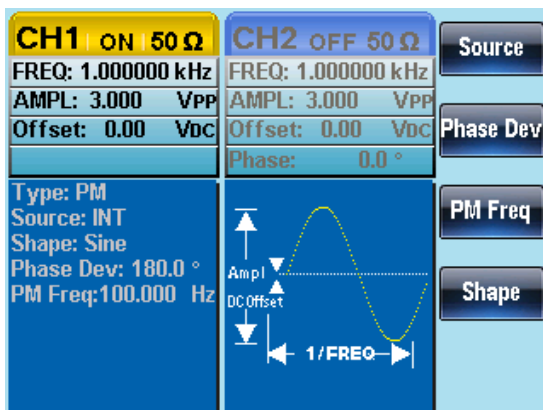 CH1 ON 50 Ω
FREQ: 1.000000 kHz
AMPL: 3.000 VPP
Offset: 0.00 VDC
CH2 OFF 50 Ω
FREQ: 1.000000 kHz
AMPL: 3.000 VPP
Offset: 0.00 VDC
Phase: 0.0 °
Source
Phase Dev
PM Freq
Shape
Type: PM
Source: INT
Shape: Sine
Phase Dev: 180.0 °
PM Freq:100.000 Hz
Ampl
DC Offset
1/FREQ